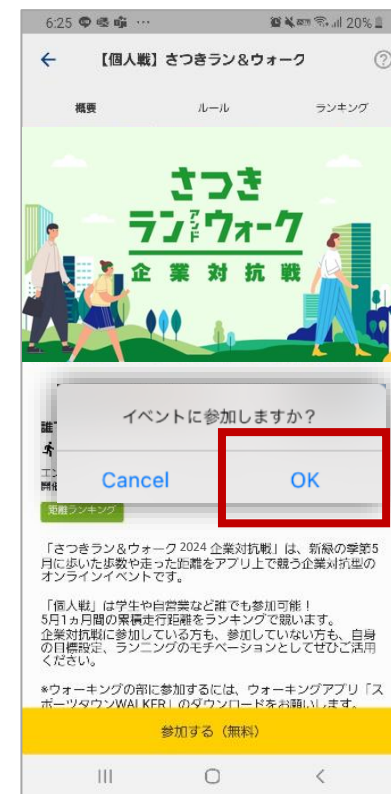 6:25 … 20%
← 【個人戦】さつきラン&ウォーク ?
概要 ルール ランキング
さつき
ランアンドウォーク
企業対抗戦
イベントに参加しますか?
Cancel OK
距離ランキング
「さつきラン&ウォーク 2024 企業対抗戦」は、新緑の季節5
月に歩いた歩数や走った距離をアプリ上で競う企業対抗型の
オンラインイベントです。
「個人戦」は学生や自営業など誰でも参加可能!
5月1ヵ月間の累積走行距離をランキングで競います。
企業対抗戦に参加している方も、参加していない方も、自身
の目標設定、ランニングのモチベーションとしてぜひご活用
ください。
*ウォーキングの部に参加するには、ウォーキングアプリ「ス
ポーツタウンWALKER」のダウンロードをお願いします。
参加する(無料)